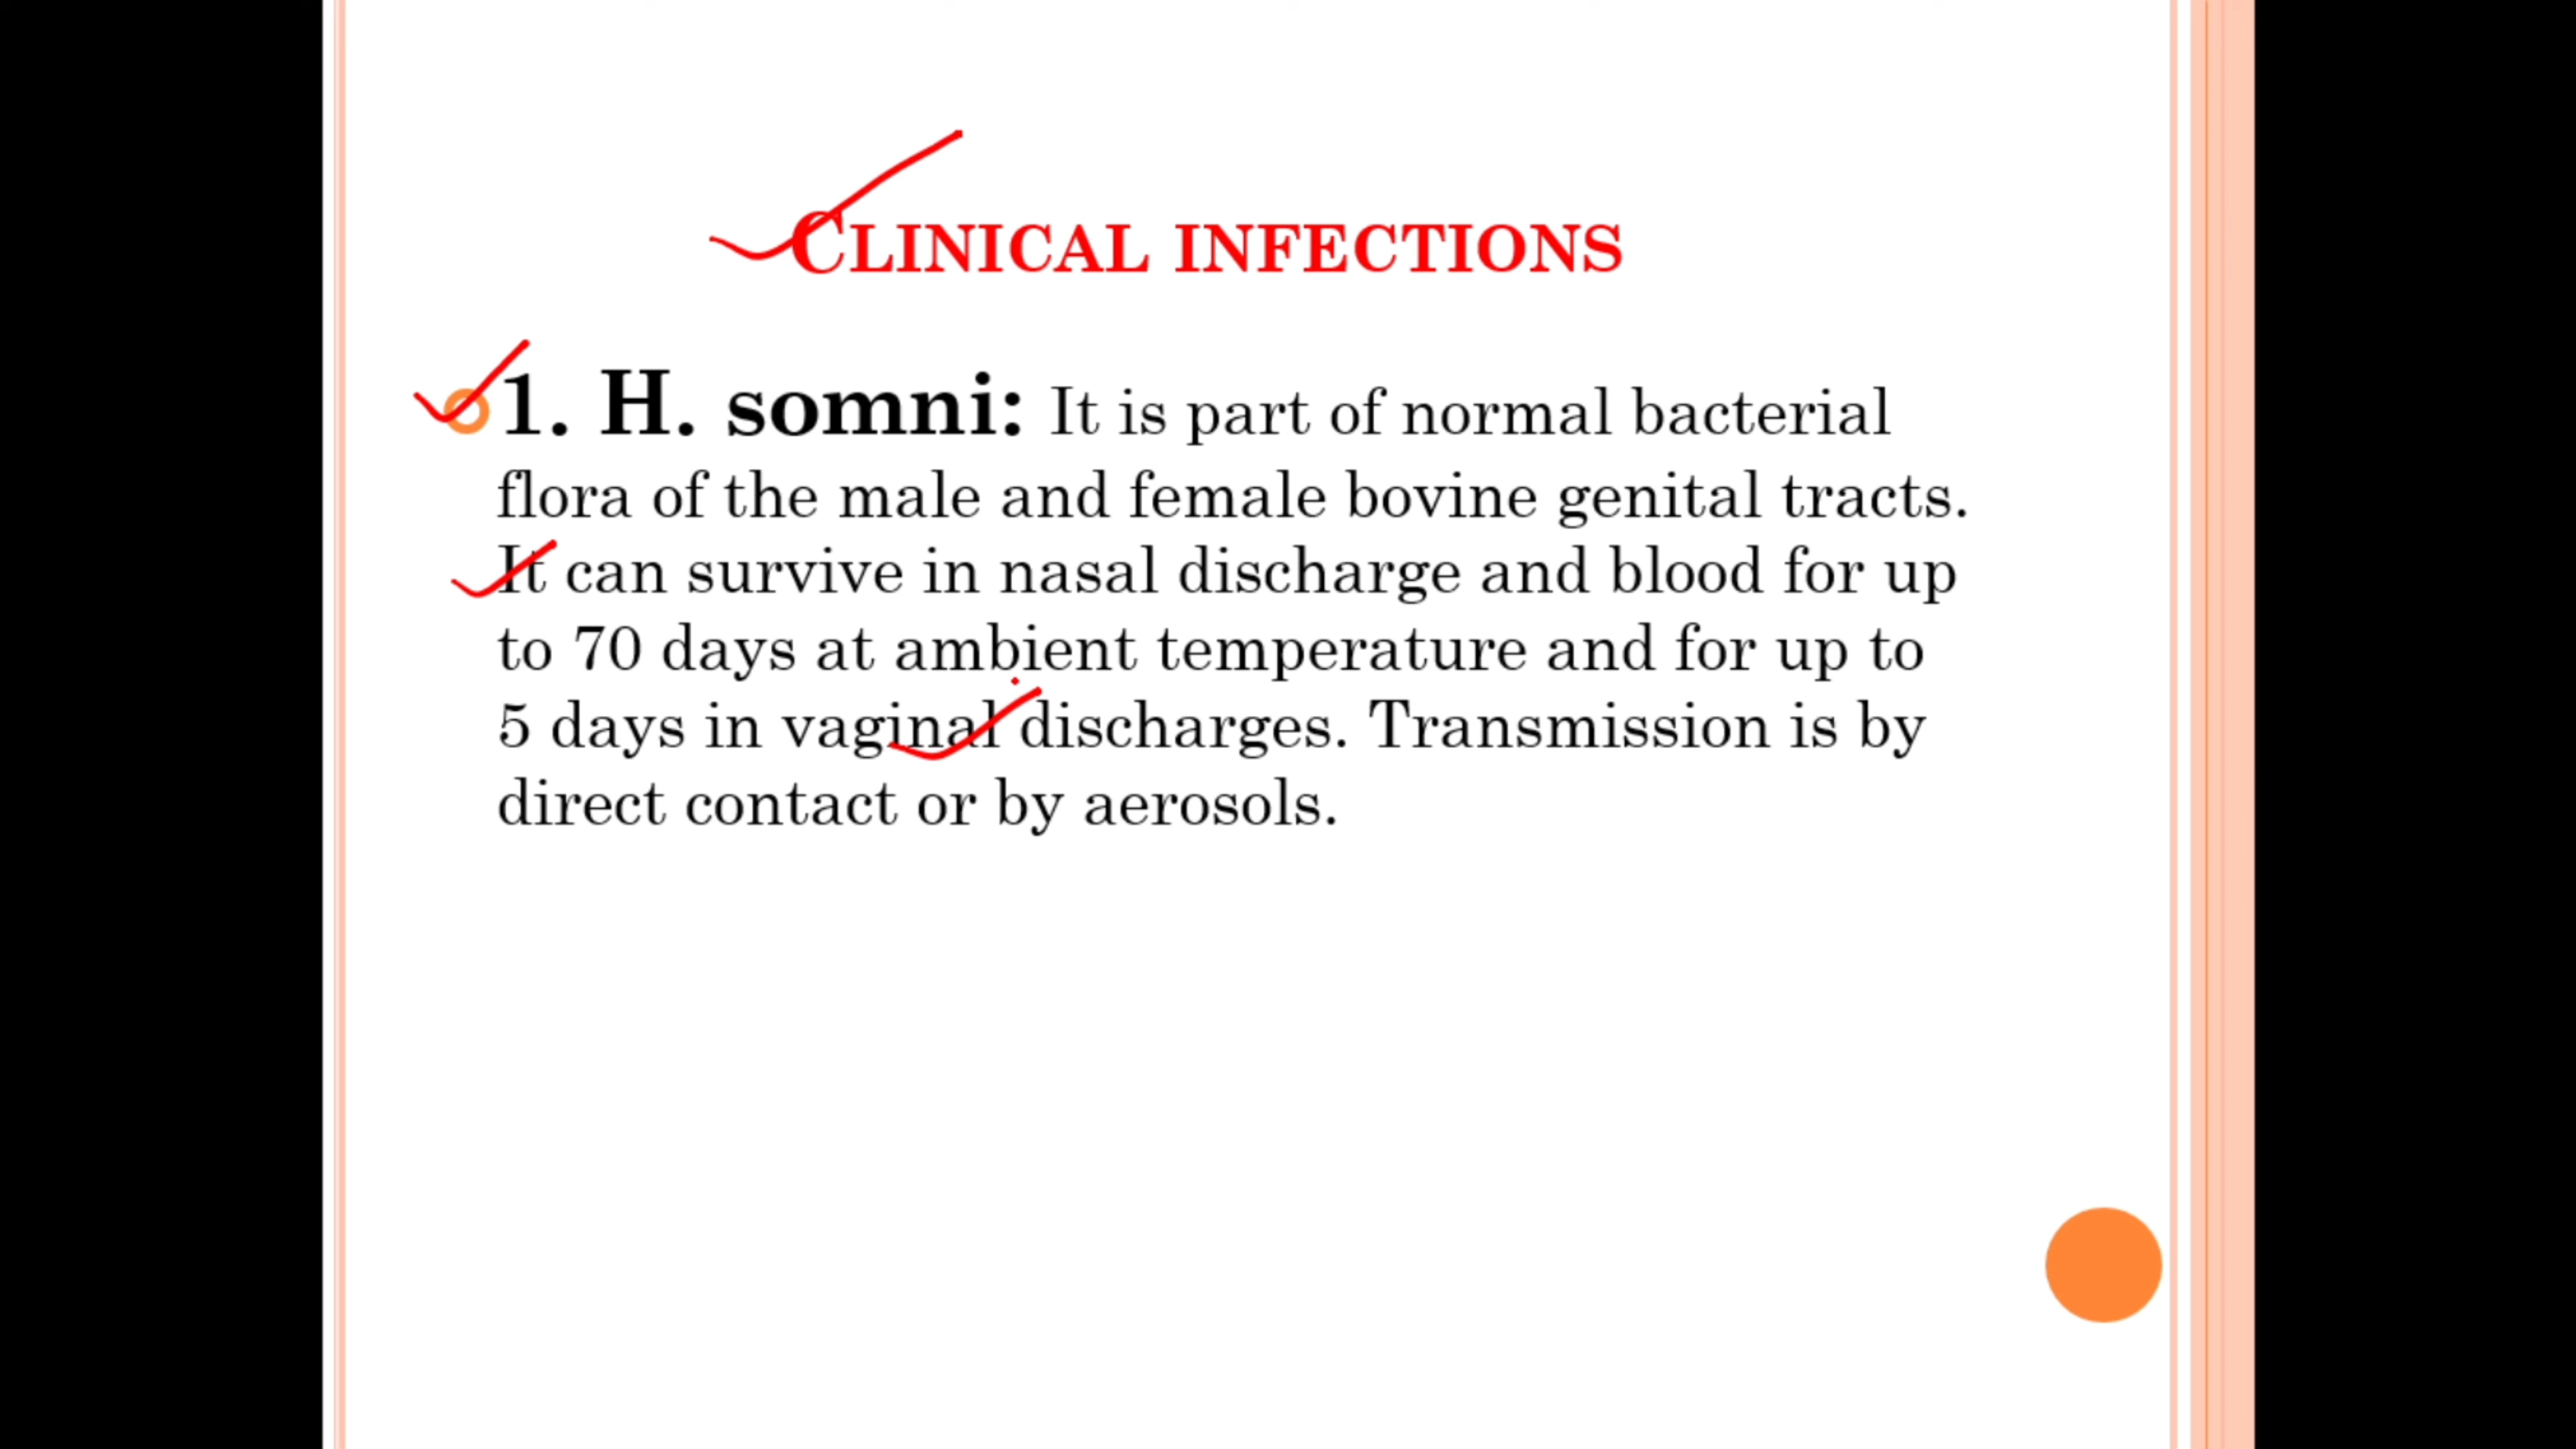 CLINICAL INFECTIONS
1. H. somni: It is part of normal bacterial
flora of the male and female bovine genital tracts.
It can survive in nasal discharge and blood for up
to 70 days at ambient temperature and for up to
5 days in vaginal discharges. Transmission is by
direct contact or by aerosols.